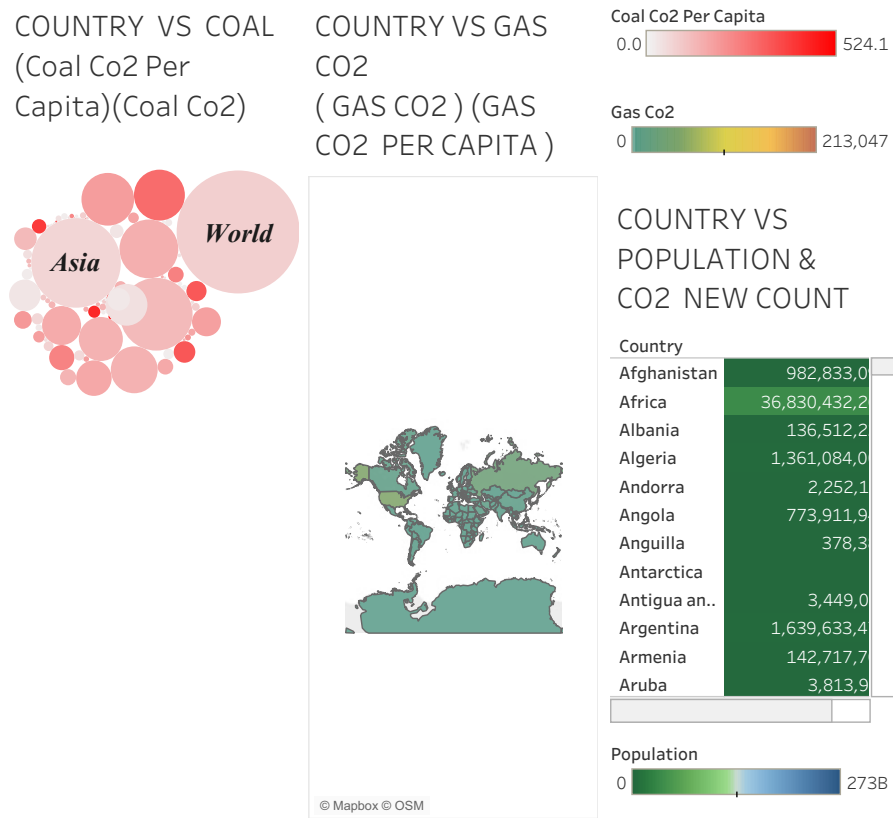 COUNTRY VS COAL
(Coal Co2 Per
Capita)(Coal Co2)
World
Asia
COUNTRY VS GAS
CO2
( GAS CO2 ) (GAS
CO2 PER CAPITA )
© Mapbox © OSM
Coal Co2 Per Capita
0.0 524.1
Gas Co2
0 213,047
COUNTRY VS
POPULATION &
CO2 NEW COUNT
Country
Afghanistan 982,833,0
Africa 36,830,432,2
Albania 136,512,2
Algeria 1,361,084,0
Andorra 2,252,1
Angola 773,911,9
Anguilla 378,3
Antarctica
Antigua an.. 3,449,0
Argentina 1,639,633,4
Armenia 142,717,7
Aruba 3,813,9
Population
0 273B